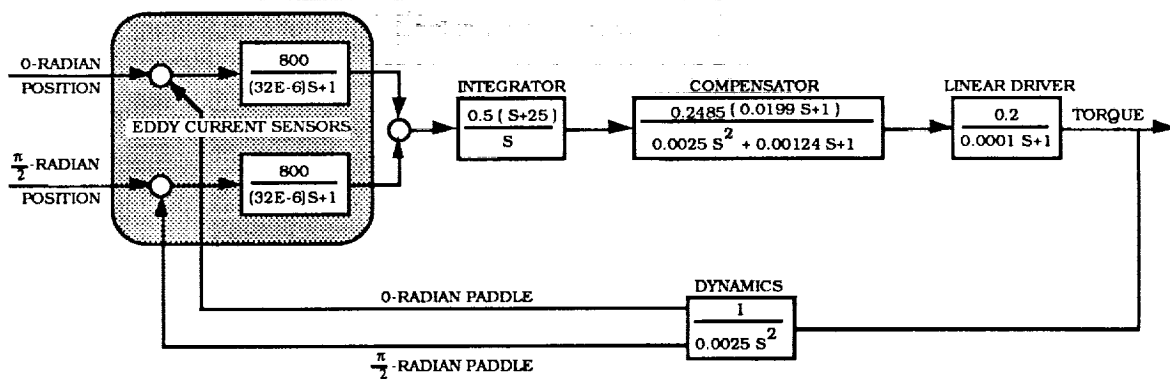 0-RADIAN
POSITION
800
(32E-6)S+1
EDDY CURRENT SENSORS
π/2-RADIAN
POSITION
800
(32E-6)S+1
INTEGRATOR
0.5 ( S+25 )
S
COMPENSATOR
0.2485 ( 0.0199 S+1 )
0.0025 S² + 0.00124 S+1
LINEAR DRIVER
0.2
0.0001 S+1
TORQUE
0-RADIAN PADDLE
DYNAMICS
1
0.0025 S²
π/2-RADIAN PADDLE